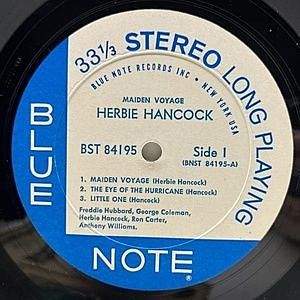 33⅓ STEREO LONG PLAYING
BLUE NOTE RECORDS INC • NEW YORK USA
MAIDEN VOYAGE
HERBIE HANCOCK
BST 84195 Side 1
(BNST 84195-A)
1. MAIDEN VOYAGE (Herbie Hancock)
2. THE EYE OF THE HURRICANE (Hancock)
3. LITTLE ONE (Hancock)
Freddie Hubbard, George Coleman,
Herbie Hancock, Ron Carter,
Anthony Williams.
BLUE
NOTE ®